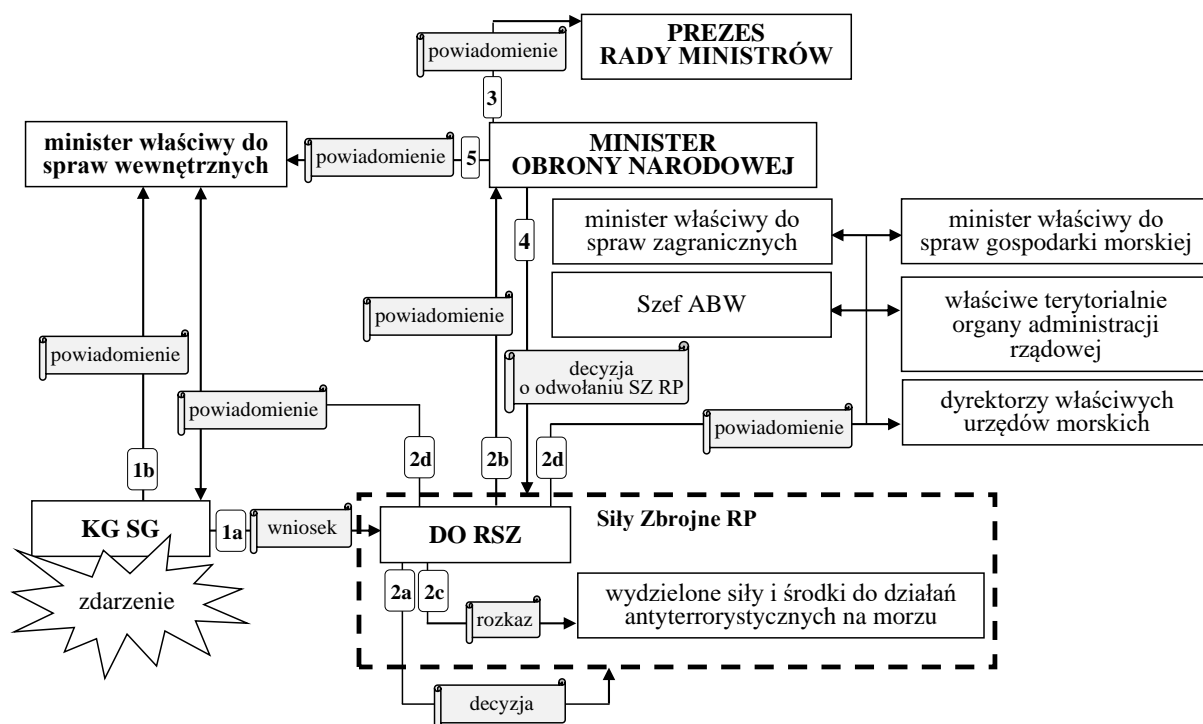 PREZES
RADY MINISTRÓW
powiadomienie
3
minister właściwy do
spraw wewnętrznych
powiadomienie
5
MINISTER
OBRONY NARODOWEJ
4
minister właściwy do
spraw zagranicznych
minister właściwy do
spraw gospodarki morskiej
Szef ABW
właściwe terytorialnie
organy administracji
rządowej
powiadomienie
powiadomienie
decyzja
o odwołaniu SZ RP
powiadomienie
powiadomienie
dyrektorzy właściwych
urzędów morskich
1b
2d
2b
2d
KG SG
1a
wniosek
DO RSZ
Siły Zbrojne RP
zdarzenie
2a
2c
rozkaz
wydzielone siły i środki do działań
antyterrorystycznych na morzu
decyzja